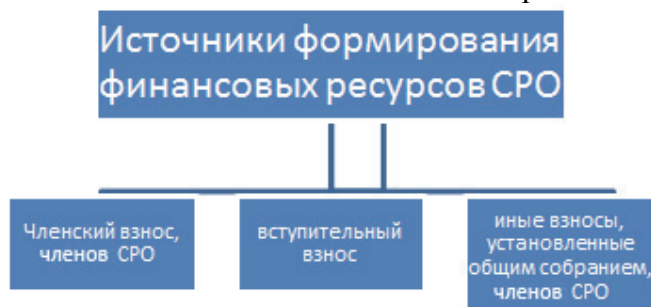 Источники формирования
финансовых ресурсов СРО
Членский взнос,
членов СРО
вступительный
взнос
иные взносы,
установленные
общим собранием,
членов СРО